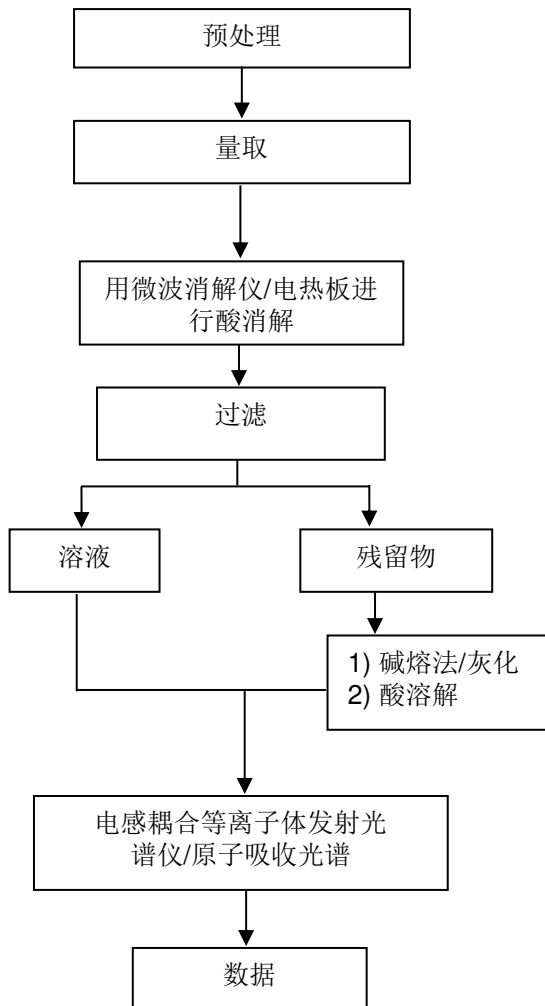 预处理
量取
用微波消解仪/电热板进
行酸消解
过滤
溶液
残留物
1) 碱熔法/灰化
2) 酸溶解
电感耦合等离子体发射光
谱仪/原子吸收光谱
数据